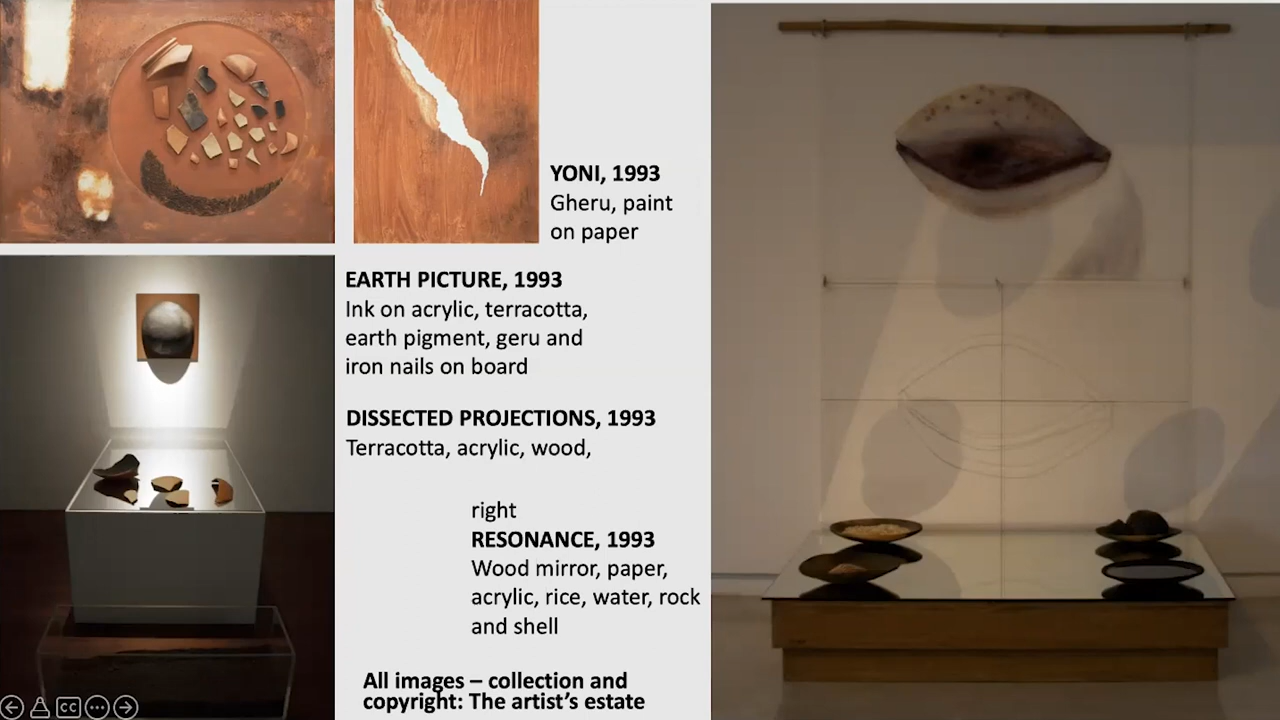 YONI, 1993
Gheru, paint
on paper
EARTH PICTURE, 1993
Ink on acrylic, terracotta,
earth pigment, geru and
iron nails on board
DISSECTED PROJECTIONS, 1993
Terracotta, acrylic, wood,
right
RESONANCE, 1993
Wood mirror, paper,
acrylic, rice, water, rock
and shell
All images – collection and
copyright: The artist’s estate
CC